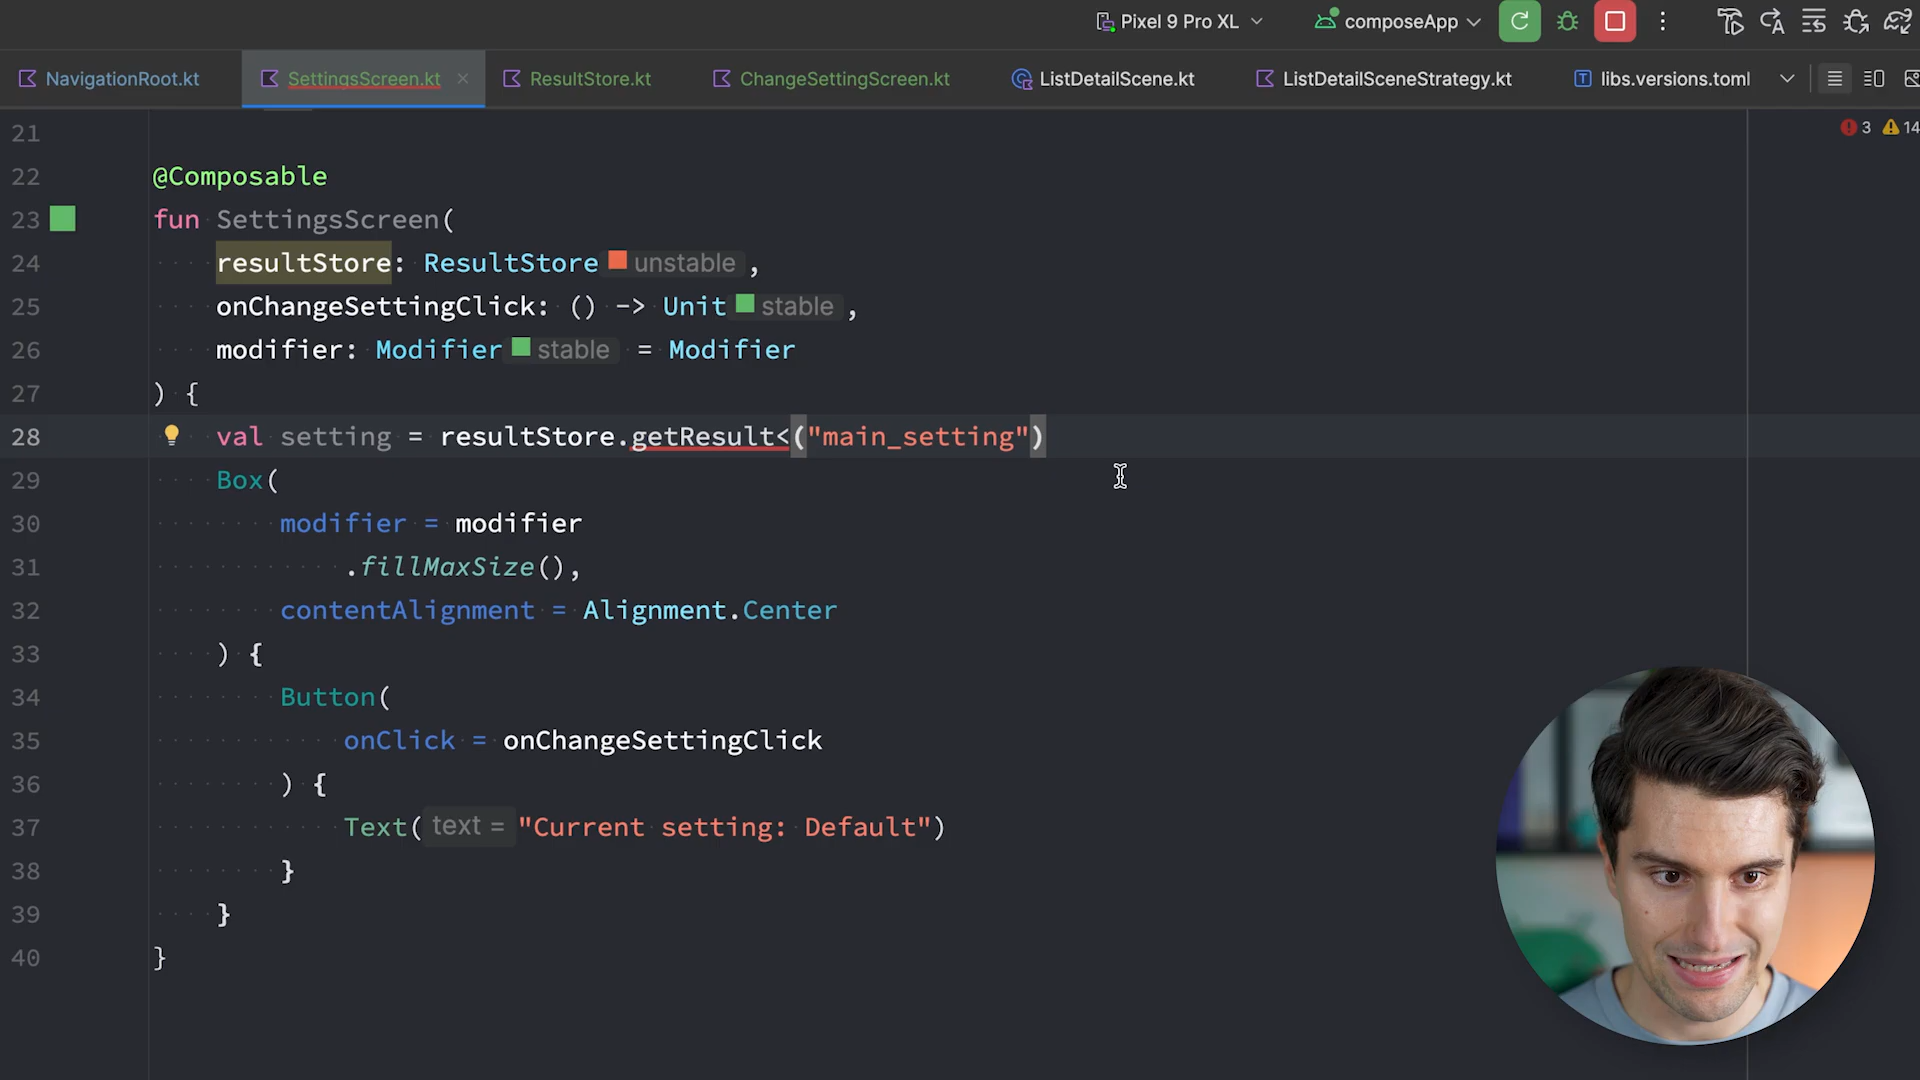 Pixel 9 Pro XL composeApp
NavigationRoot.kt SettingsScreen.kt ResultStore.kt ChangeSettingScreen.kt ListDetailScene.kt ListDetailSceneStrategy.kt libs.versions.toml
3 14
21
22 @Composable
23 fun SettingsScreen(
24 resultStore: ResultStore unstable ,
25 onChangeSettingClick: () -> Unit stable ,
26 modifier: Modifier stable = Modifier
27 ) {
28 val setting = resultStore.getResult<("main_setting")
29 Box(
30 modifier = modifier
31 .fillMaxSize(),
32 contentAlignment = Alignment.Center
33 ) {
34 Button(
35 onClick = onChangeSettingClick
36 ) {
37 Text( text = "Current setting: Default")
38 }
39 }
40 }